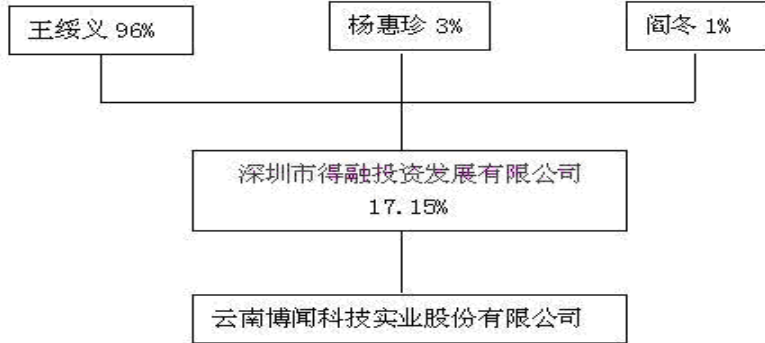 王绥义 96%
杨惠珍 3%
阎冬 1%
深圳市得融投资发展有限公司
17.15%
云南博闻科技实业股份有限公司